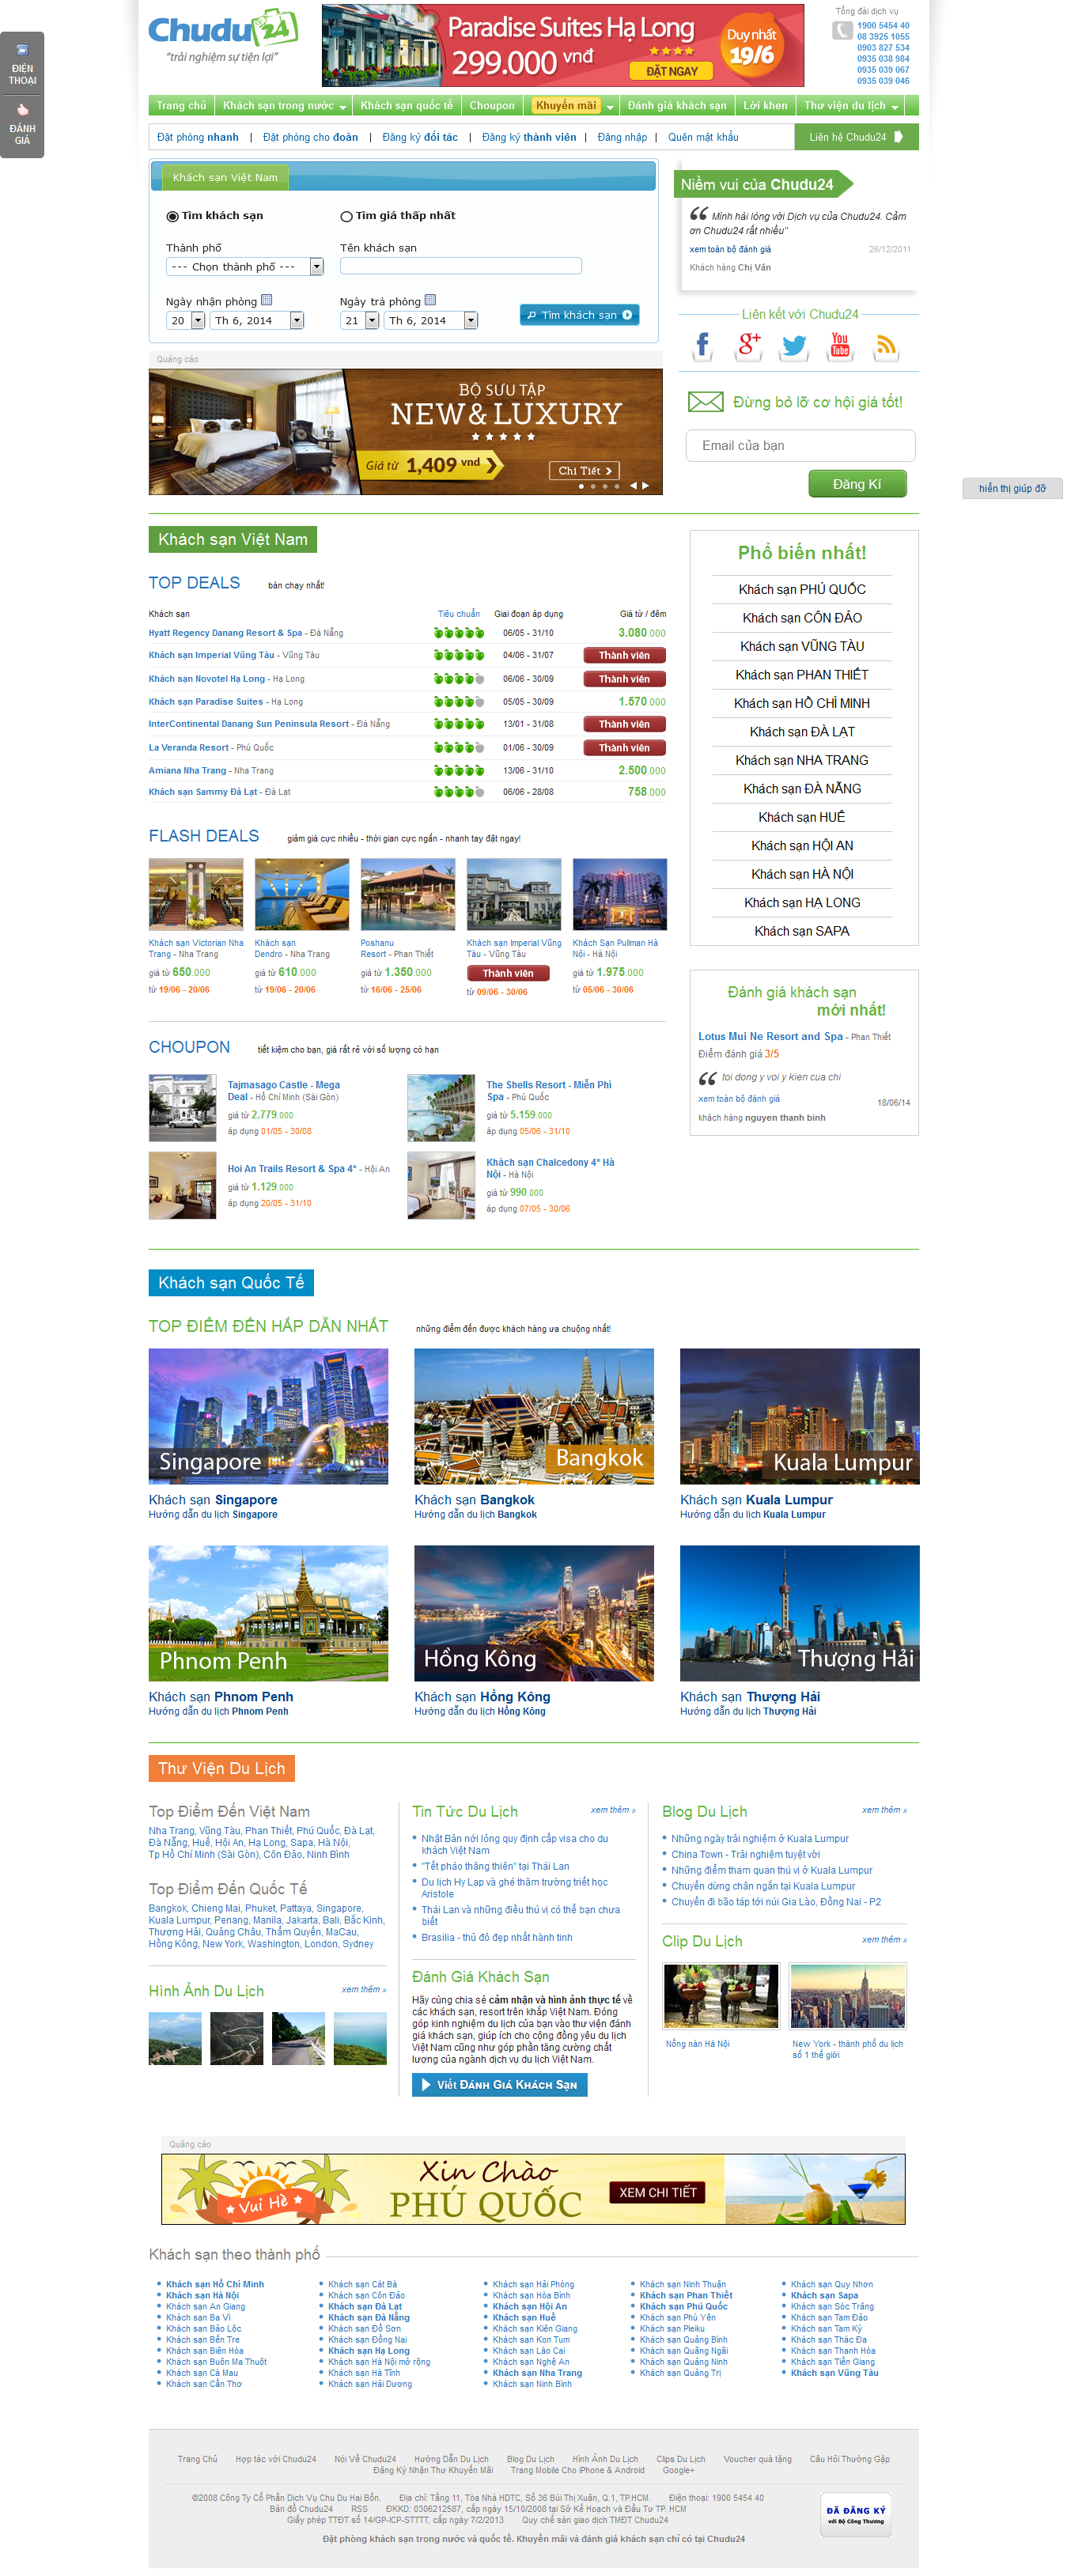 Chudu24
"trải nghiệm sự tiện lợi"
Paradise Suites Hạ Long
299.000 VND
ĐẶT NGAY
Duy nhất
19/6
Tổng đài dịch vụ
1900 5454 40
08 3925 1055
0903 827 534
0935 038 984
0935 039 067
0935 039 046
ĐIỆN
THOẠI
ĐÁNH
GIÁ
Trang chủ Khách sạn trong nước Khách sạn quốc tế Choupon Khuyến mãi Đánh giá khách sạn Lời khen Thư viện du lịch
Đặt phòng nhanh | Đặt phòng cho đoàn | Đăng ký đối tác | Đăng ký thành viên | Đăng nhập | Quên mật khẩu
Liên hệ Chudu24
Khách sạn Việt Nam
Tìm khách sạn Tìm giá thấp nhất
Thành phố Tên khách sạn
--- Chọn thành phố ---
Ngày nhận phòng Ngày trả phòng
20 Th 6, 2014 21 Th 6, 2014 Tìm khách sạn
Niềm vui của Chudu24
Mình hài lòng với Dịch vụ của Chudu24. Cảm
ơn Chudu24 rất nhiều"
xem toàn bộ đánh giá 26/12/2011
Khách hàng Chị Vân
Liên kết với Chudu24
Đừng bỏ lỡ cơ hội giá tốt!
Email của bạn
Đăng Kí
hiển thị giúp đỡ
Quảng cáo
BỘ SƯU TẬP
NEW & LUXURY
Giá từ 1,409 vnd
Chi Tiết
Khách sạn Việt Nam
TOP DEALS bán chạy nhất!
Khách sạn Tiêu chuẩn Giai đoạn áp dụng Giá từ / đêm
Hyatt Regency Danang Resort & Spa - Đà Nẵng 06/05 - 31/10 3.080.000
Khách sạn Imperial Vũng Tàu - Vũng Tàu 04/06 - 31/07 Thành viên
Khách sạn Novotel Hạ Long - Hạ Long 06/06 - 30/09 Thành viên
Khách sạn Paradise Suites - Hạ Long 05/05 - 30/09 1.570.000
InterContinental Danang Sun Peninsula Resort - Đà Nẵng 13/01 - 31/08 Thành viên
La Veranda Resort - Phú Quốc 01/06 - 30/09 Thành viên
Amiana Nha Trang - Nha Trang 13/06 - 31/10 2.500.000
Khách sạn Sammy Đà Lạt - Đà Lạt 06/06 - 28/08 758.000
FLASH DEALS giảm giá cực nhiều - thời gian cực ngắn - nhanh tay đặt ngay!
Khách sạn Victorian Nha
Trang - Nha Trang
giá từ 650.000
từ 19/06 - 20/06
Khách sạn
Dendro - Nha Trang
giá từ 610.000
từ 19/06 - 20/06
Poshanu
Resort - Phan Thiết
giá từ 1.350.000
từ 16/06 - 25/06
Khách sạn Imperial Vũng
Tàu - Vũng Tàu
Thành viên
từ 09/06 - 30/06
Khách Sạn Pullman Hà
Nội - Hà Nội
giá từ 1.975.000
từ 05/06 - 30/06
CHOUPON tiết kiệm cho bạn, giá rất rẻ với số lượng có hạn
Tajmasago Castle - Mega
Deal - Hồ Chí Minh (Sài Gòn)
giá từ 2.779.000
áp dụng 01/05 - 30/08
The Shells Resort - Miễn Phí
Spa - Phú Quốc
giá từ 5.159.000
áp dụng 05/06 - 31/10
Hoi An Trails Resort & Spa 4* - Hội An
giá từ 1.129.000
áp dụng 20/05 - 31/10
Khách sạn Chalcedony 4* Hà
Nội - Hà Nội
giá từ 990.000
áp dụng 07/05 - 30/06
Phổ biến nhất!
Khách sạn PHÚ QUỐC
Khách sạn CÔN ĐẢO
Khách sạn VŨNG TÀU
Khách sạn PHAN THIẾT
Khách sạn HỒ CHÍ MINH
Khách sạn ĐÀ LẠT
Khách sạn NHA TRANG
Khách sạn ĐÀ NẴNG
Khách sạn HUẾ
Khách sạn HỘI AN
Khách sạn HÀ NỘI
Khách sạn HẠ LONG
Khách sạn SAPA
Đánh giá khách sạn
mới nhất!
Lotus Mui Ne Resort and Spa - Phan Thiết
Điểm đánh giá 3/5
toi dong y voi y kien cua chi
xem toàn bộ đánh giá
18/06/14
khách hàng nguyen thanh binh
Khách sạn Quốc Tế
TOP ĐIỂM ĐẾN HẤP DẪN NHẤT những điểm đến được khách hàng ưa chuộng nhất!
Singapore
Bangkok
Kuala Lumpur
Khách sạn Singapore Khách sạn Bangkok Khách sạn Kuala Lumpur
Hướng dẫn du lịch Singapore Hướng dẫn du lịch Bangkok Hướng dẫn du lịch Kuala Lumpur
Phnom Penh
Hồng Kông
Thượng Hải
Khách sạn Phnom Penh Khách sạn Hồng Kông Khách sạn Thượng Hải
Hướng dẫn du lịch Phnom Penh Hướng dẫn du lịch Hồng Kông Hướng dẫn du lịch Thượng Hải
Thư Viện Du Lịch
Top Điểm Đến Việt Nam
Nha Trang, Vũng Tàu, Phan Thiết, Phú Quốc, Đà Lạt,
Đà Nẵng, Huế, Hội An, Hạ Long, Sapa, Hà Nội,
Tp Hồ Chí Minh (Sài Gòn), Côn Đảo, Ninh Bình
Top Điểm Đến Quốc Tế
Bangkok, Chieng Mai, Phuket, Pattaya, Singapore,
Kuala Lumpur, Penang, Manila, Jakarta, Bali, Bắc Kinh,
Thượng Hải, Quảng Châu, Thẩm Quyến, MaCau,
Hồng Kông, New York, Washington, London, Sydney
Hình Ảnh Du Lịch xem thêm »
Tin Tức Du Lịch xem thêm »
Nhật Bản nới lỏng quy định cấp visa cho du
khách Việt Nam
"Tết pháo thăng thiên" tại Thái Lan
Du lịch Hy Lạp và ghé thăm trường triết học
Aristole
Thái Lan và những điều thú vị có thể bạn chưa
biết
Brasilia - thủ đô đẹp nhất hành tinh
Đánh Giá Khách Sạn
Hãy cùng chia sẻ cảm nhận và hình ảnh thực tế về
các khách sạn, resort trên khắp Việt Nam. Đóng
góp kinh nghiệm du lịch của bạn vào thư viện đánh
giá khách sạn, giúp ích cho cộng đồng yêu du lịch
Việt Nam cũng như góp phần tăng cường chất
lượng của ngành dịch vụ du lịch Việt Nam.
Viết Đánh Giá Khách Sạn
Blog Du Lịch xem thêm »
Những ngày trải nghiệm ở Kuala Lumpur
China Town - Trải nghiệm tuyệt vời
Những điểm tham quan thú vị ở Kuala Lumpur
Chuyến dừng chân ngắn tại Kuala Lumpur
Chuyến đi bão táp tới núi Gia Lào, Đồng Nai - P2
Clip Du Lịch xem thêm »
Nồng nàn Hà Nội
New York - thành phố du lịch
số 1 thế giới
Quảng cáo
Vui Hè
Xin Chào
PHÚ QUỐC
XEM CHI TIẾT
Khách sạn theo thành phố
Khách sạn Hồ Chí Minh
Khách sạn Hà Nội
Khách sạn An Giang
Khách sạn Ba Vì
Khách sạn Bảo Lộc
Khách sạn Bến Tre
Khách sạn Biên Hòa
Khách sạn Buôn Ma Thuột
Khách sạn Cà Mau
Khách sạn Cần Thơ
Khách sạn Cát Bà
Khách sạn Côn Đảo
Khách sạn Đà Lạt
Khách sạn Đà Nẵng
Khách sạn Đồ Sơn
Khách sạn Đồng Nai
Khách sạn Hạ Long
Khách sạn Hà Nội mở rộng
Khách sạn Hà Tĩnh
Khách sạn Hải Dương
Khách sạn Hải Phòng
Khách sạn Hòa Bình
Khách sạn Hội An
Khách sạn Huế
Khách sạn Kiên Giang
Khách sạn Kon Tum
Khách sạn Lào Cai
Khách sạn Nghệ An
Khách sạn Nha Trang
Khách sạn Ninh Bình
Khách sạn Ninh Thuận
Khách sạn Phan Thiết
Khách sạn Phú Quốc
Khách sạn Phú Yên
Khách sạn Pleiku
Khách sạn Quảng Bình
Khách sạn Quảng Ngãi
Khách sạn Quảng Ninh
Khách sạn Quảng Trị
Khách sạn Quy Nhơn
Khách sạn Sapa
Khách sạn Sóc Trăng
Khách sạn Tam Đảo
Khách sạn Tam Kỳ
Khách sạn Thác Đa
Khách sạn Thanh Hóa
Khách sạn Tiền Giang
Khách sạn Vũng Tàu
Trang Chủ Hợp tác với Chudu24 Nói Về Chudu24 Hướng Dẫn Du Lịch Blog Du Lịch Hình Ảnh Du Lịch Clips Du Lịch Voucher quà tặng Câu Hỏi Thường Gặp
Đăng Ký Nhận Thư Khuyến Mãi Trang Mobile Cho iPhone & Android Google+
©2008 Công Ty Cổ Phần Dịch Vụ Chu Du Hai Bốn. Địa chỉ: Tầng 11, Tòa Nhà HDTC, Số 36 Bùi Thị Xuân, Q.1, TP.HCM. Điện thoại: 1900 5454 40
Bản đồ Chudu24 RSS ĐKKD: 0306212587, cấp ngày 15/10/2008 tại Sở Kế Hoạch và Đầu Tư TP. HCM
Giấy phép TTĐT số 14/GP-ICP-STTTT, cấp ngày 7/2/2013 Quy chế sàn giao dịch TMĐT Chudu24
Đặt phòng khách sạn trong nước và quốc tế. Khuyến mãi và đánh giá khách sạn chỉ có tại Chudu24
ĐÃ ĐĂNG KÝ
với Bộ Công Thương